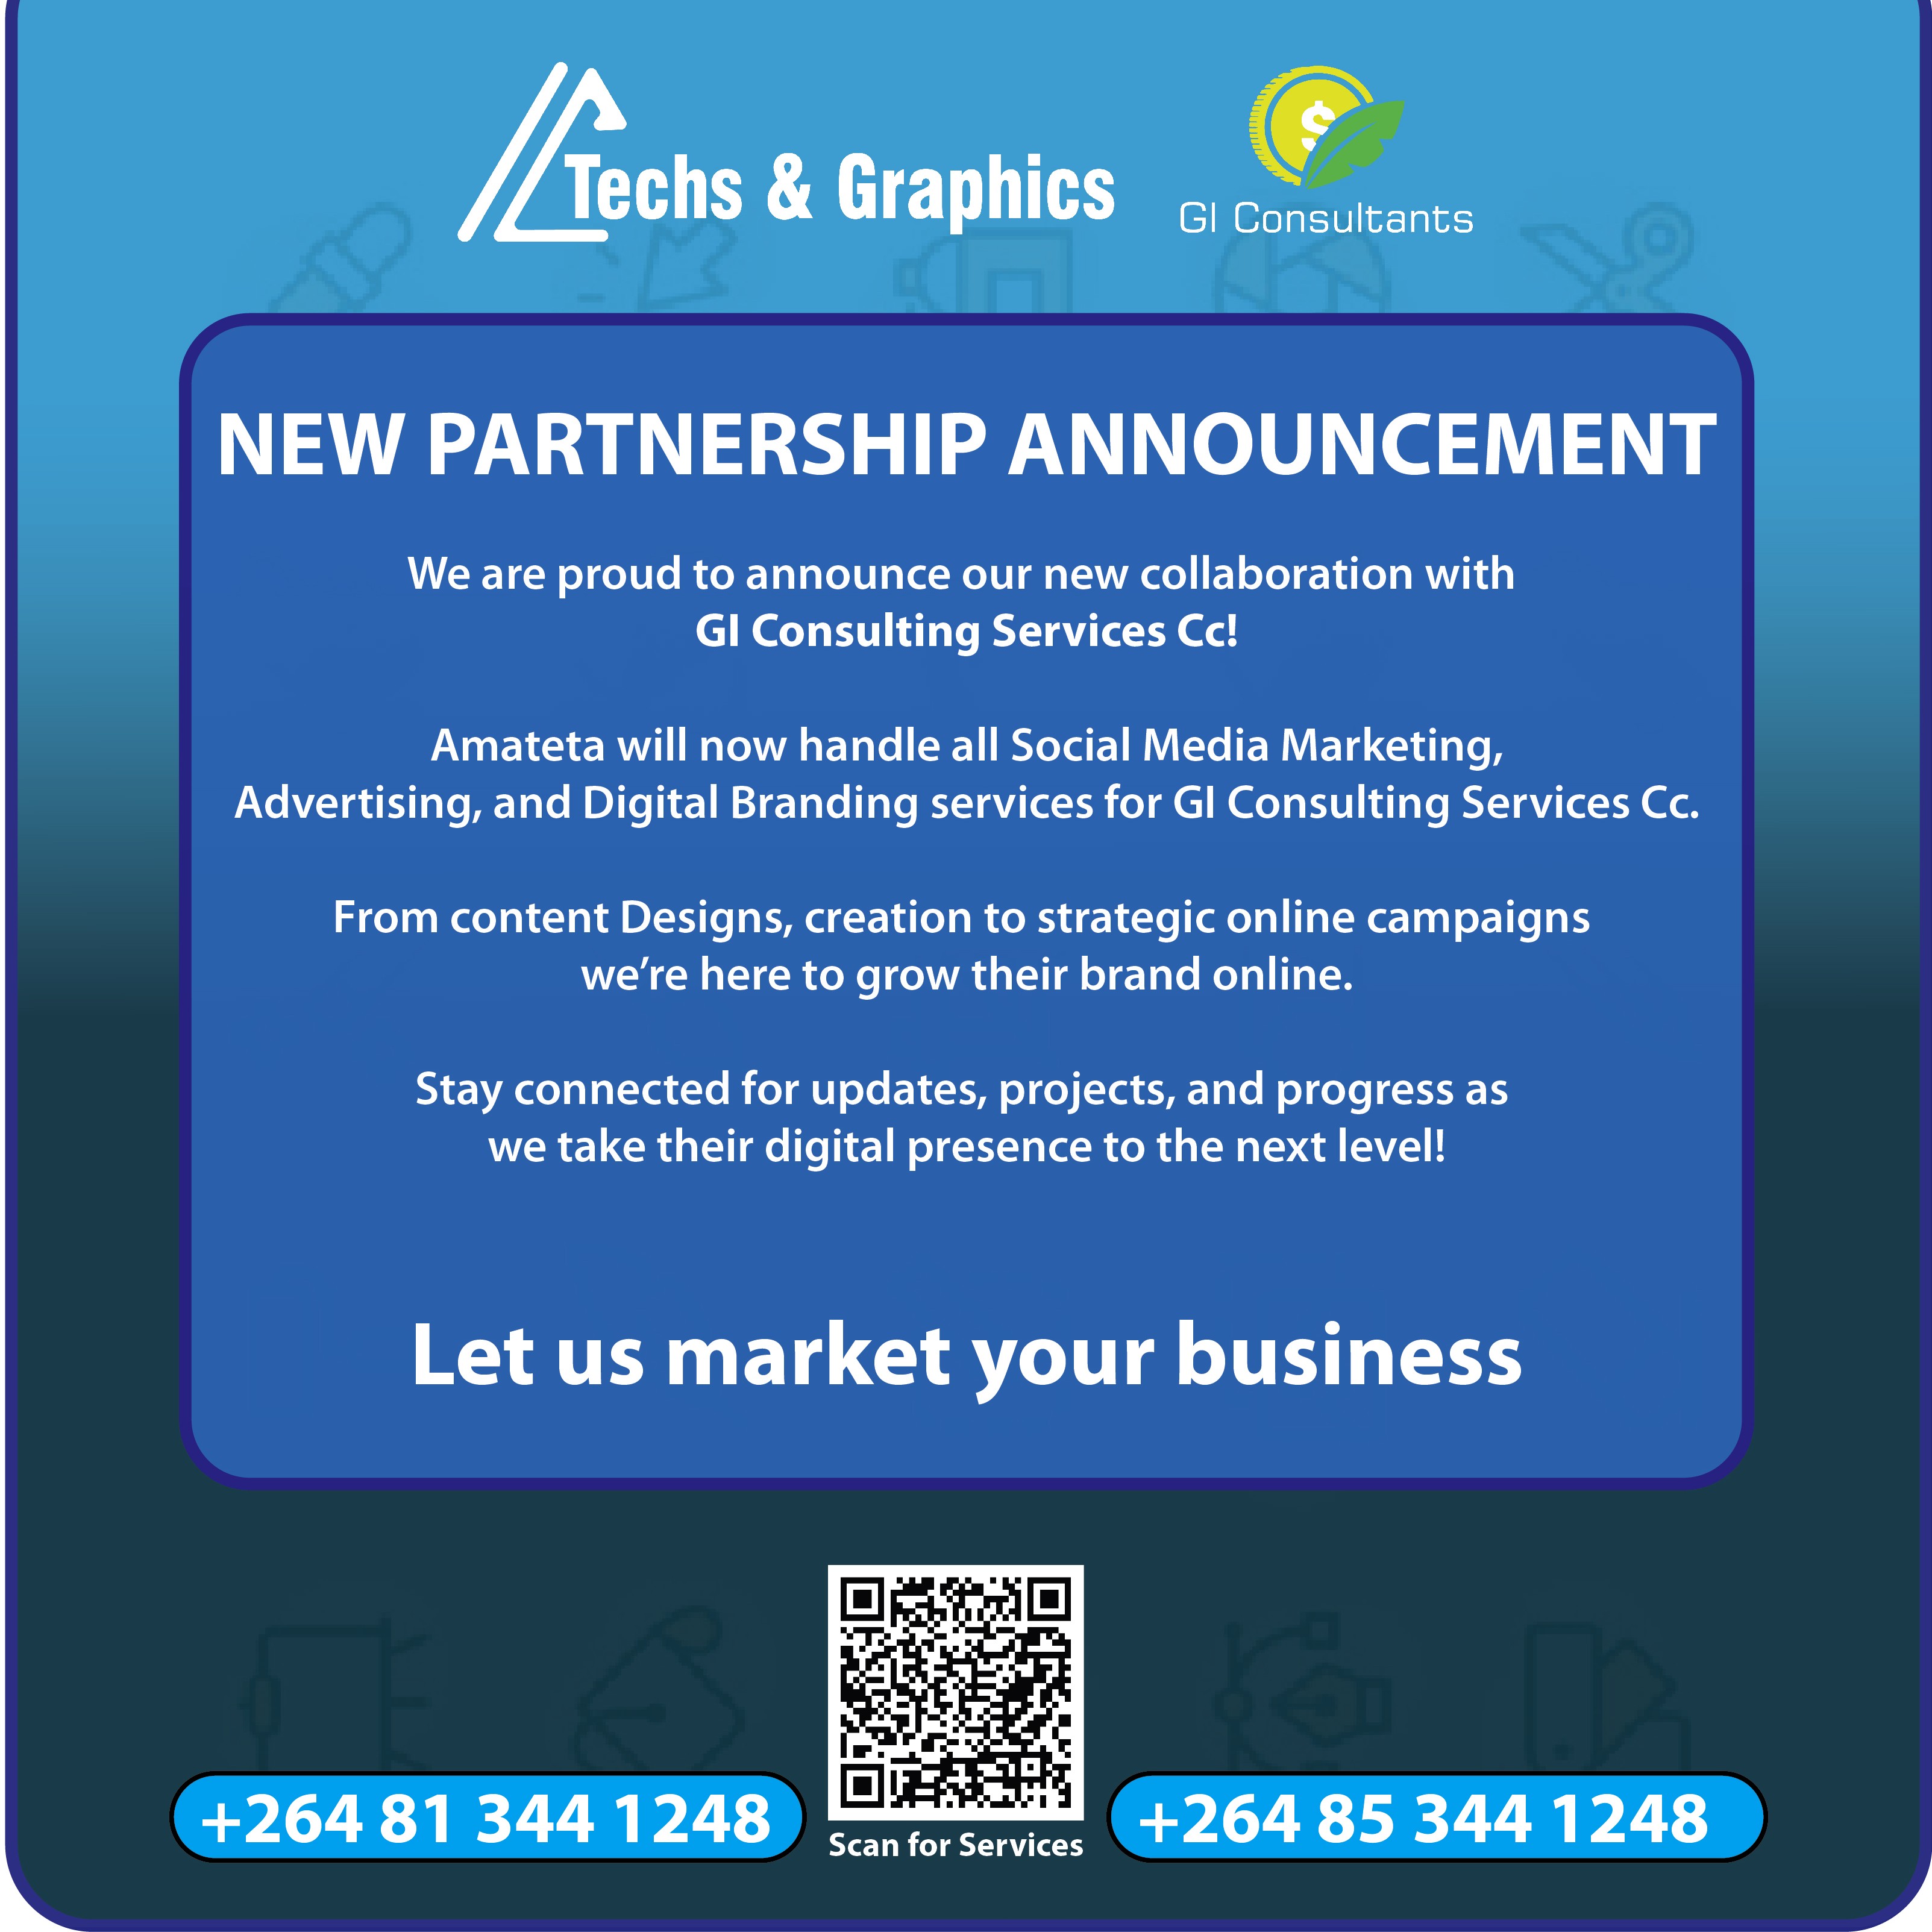 Techs & Graphics
$
GI Consultants
NEW PARTNERSHIP ANNOUNCEMENT
We are proud to announce our new collaboration with
GI Consulting Services Cc!
Amateta will now handle all Social Media Marketing,
Advertising, and Digital Branding services for GI Consulting Services Cc.
From content Designs, creation to strategic online campaigns
we’re here to grow their brand online.
Stay connected for updates, projects, and progress as
we take their digital presence to the next level!
Let us market your business
+264 81 344 1248
Scan for Services
+264 85 344 1248